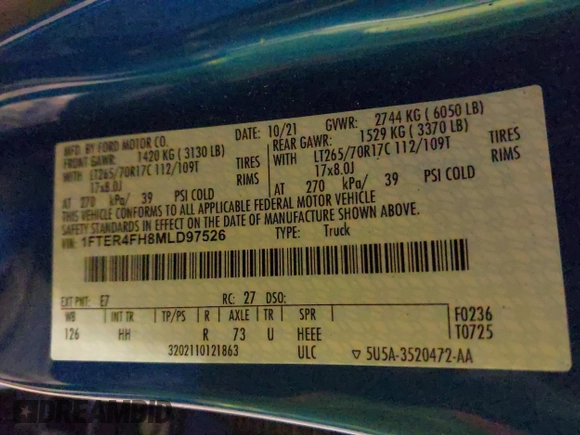 MFD. BY FORD MOTOR CO.
DATE: 10/21 GVWR: 2744 KG ( 6050 LB)
FRONT GAWR: 1420 KG ( 3130 LB)
WITH LT265/70R17C 112/109T TIRES
17x8.0J RIMS
AT 270 kPa/ 39 PSI COLD
REAR GAWR: 1529 KG ( 3370 LB)
WITH LT265/70R17C 112/109T TIRES
17x8.0J RIMS
AT 270 kPa/ 39 PSI COLD
THIS VEHICLE CONFORMS TO ALL APPLICABLE FEDERAL MOTOR VEHICLE
SAFETY STANDARDS IN EFFECT ON THE DATE OF MANUFACTURE SHOWN ABOVE.
VIN: 1FTER4FH8MLD97526
TYPE: Truck
EXT PNT: E7 RC: 27 DSO:
WB INT TR TP/PS R AXLE TR SPR
126 HH R 73 U HEEE
F0236
T0725
3202110121863 ULC 5U5A-3520472-AA
DREAMBID